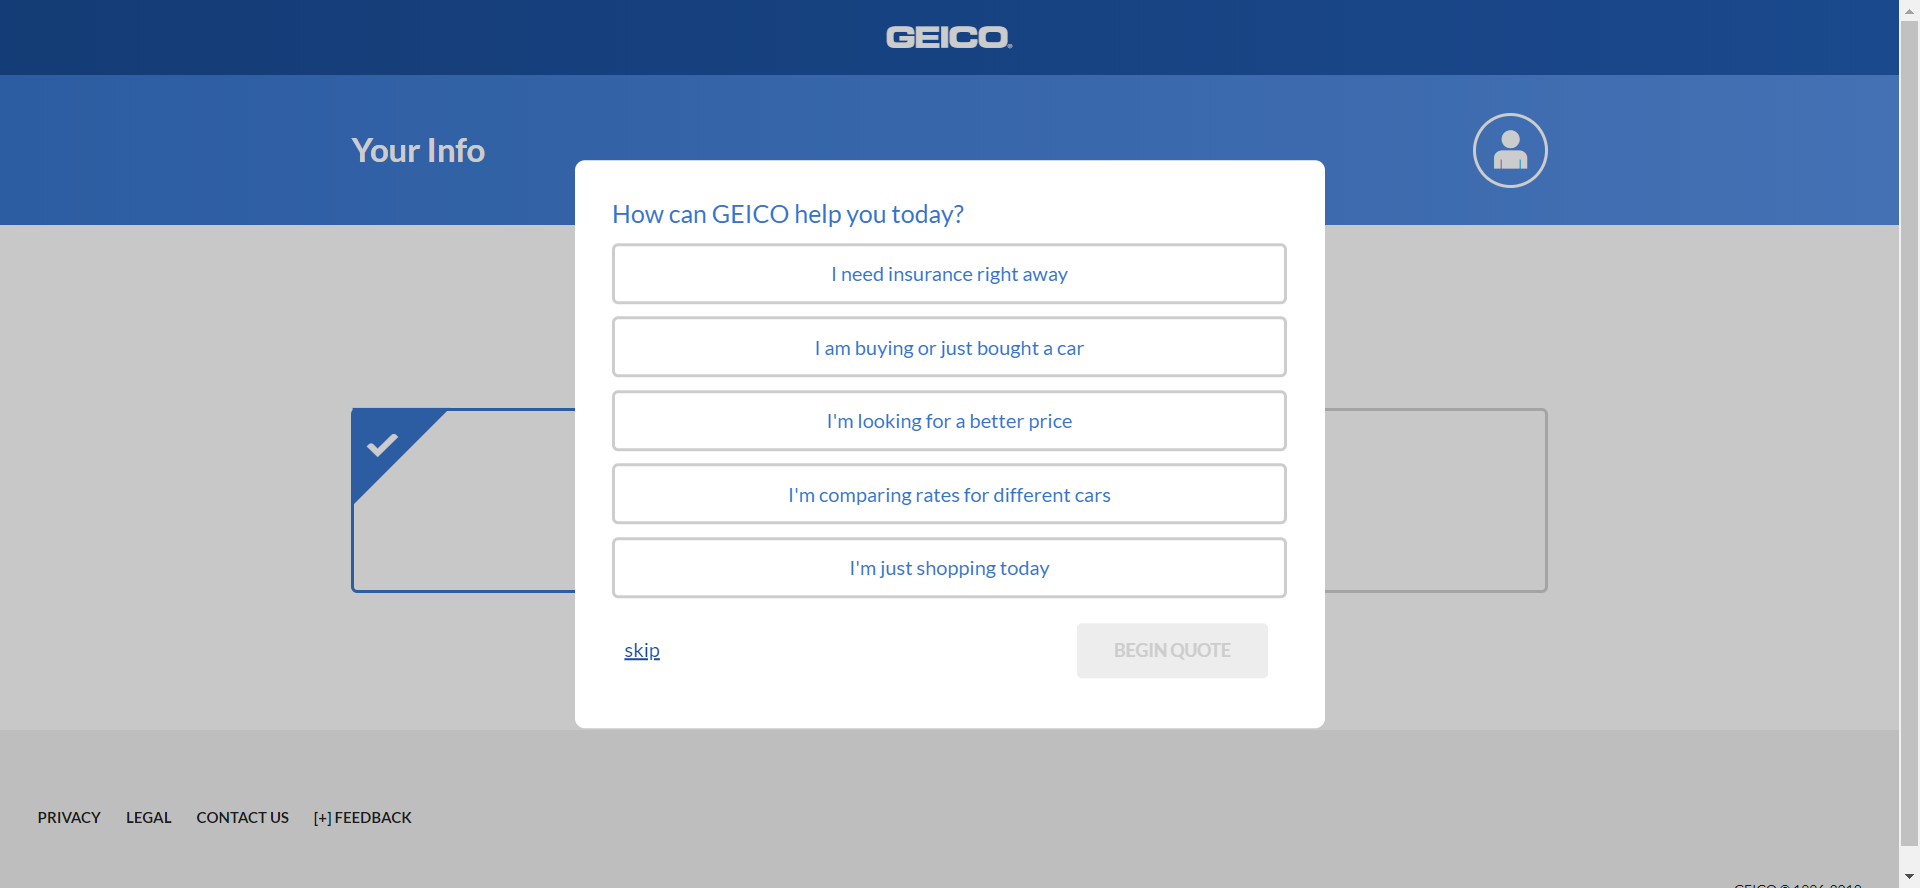 GEICO
Your Info
How can GEICO help you today?
I need insurance right away
I am buying or just bought a car
I'm looking for a better price
I'm comparing rates for different cars
I'm just shopping today
skip
BEGIN QUOTE
PRIVACY
LEGAL
CONTACT US
[+] FEEDBACK